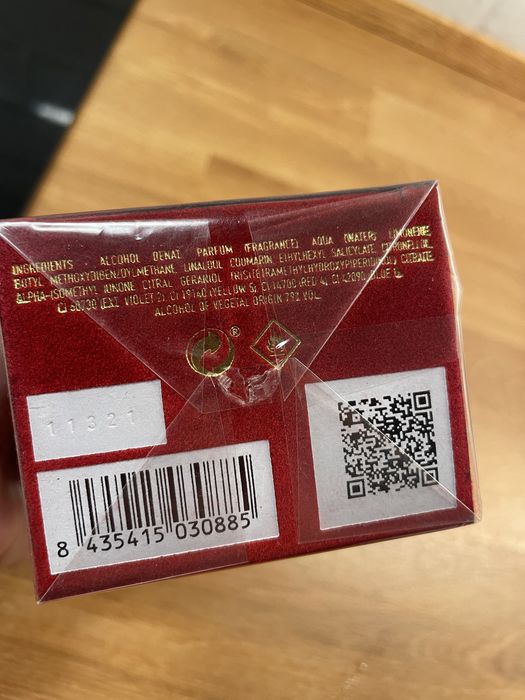 INGREDIENTS ALCOHOL DENAT. PARFUM (FRAGRANCE) AQUA (WATER) LIMONENE
BUTYL METHOXYDIBENZOYLMETHANE, LINALOOL COUMARIN ETHYLHEXYL SALICYLATE, CITRONELLOL
ALPHA-ISOMETHYL IONONE CITRAL GERANIOL TRIS(TETRAMETHYLHYDROXYPIPERIDINOL) CITRATE
CI 60730 (EXT. VIOLET 2), CI 19140 (YELLOW 5), CI 14700 (RED 4), CI 42090 (BLUE 1).
ALCOHOL OF VEGETAL ORIGIN 79% VOL.
®
11321
8 435415 030885